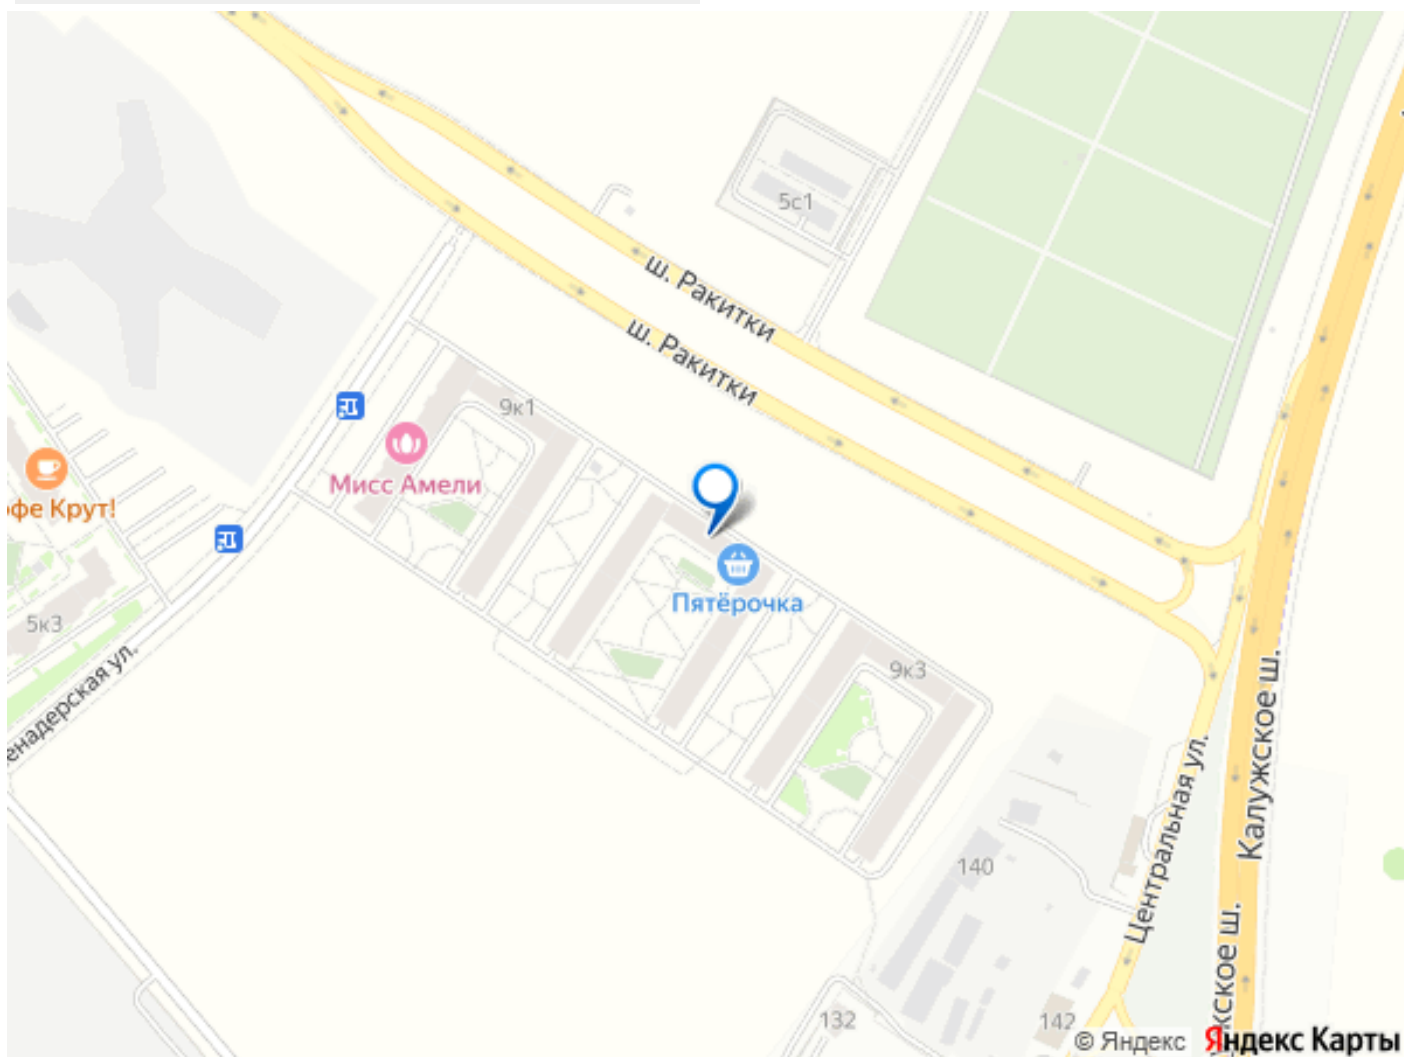 5с1
ш. Ракитки
ш. Ракитки
9к1
Мисс Амели
фе Крут!
Пятёрочка
5к3
9к3
енадерская ул.
Калужское ш.
Центральная ул.
140
жское ш.
132
142
© Яндекс
Яндекс Карты